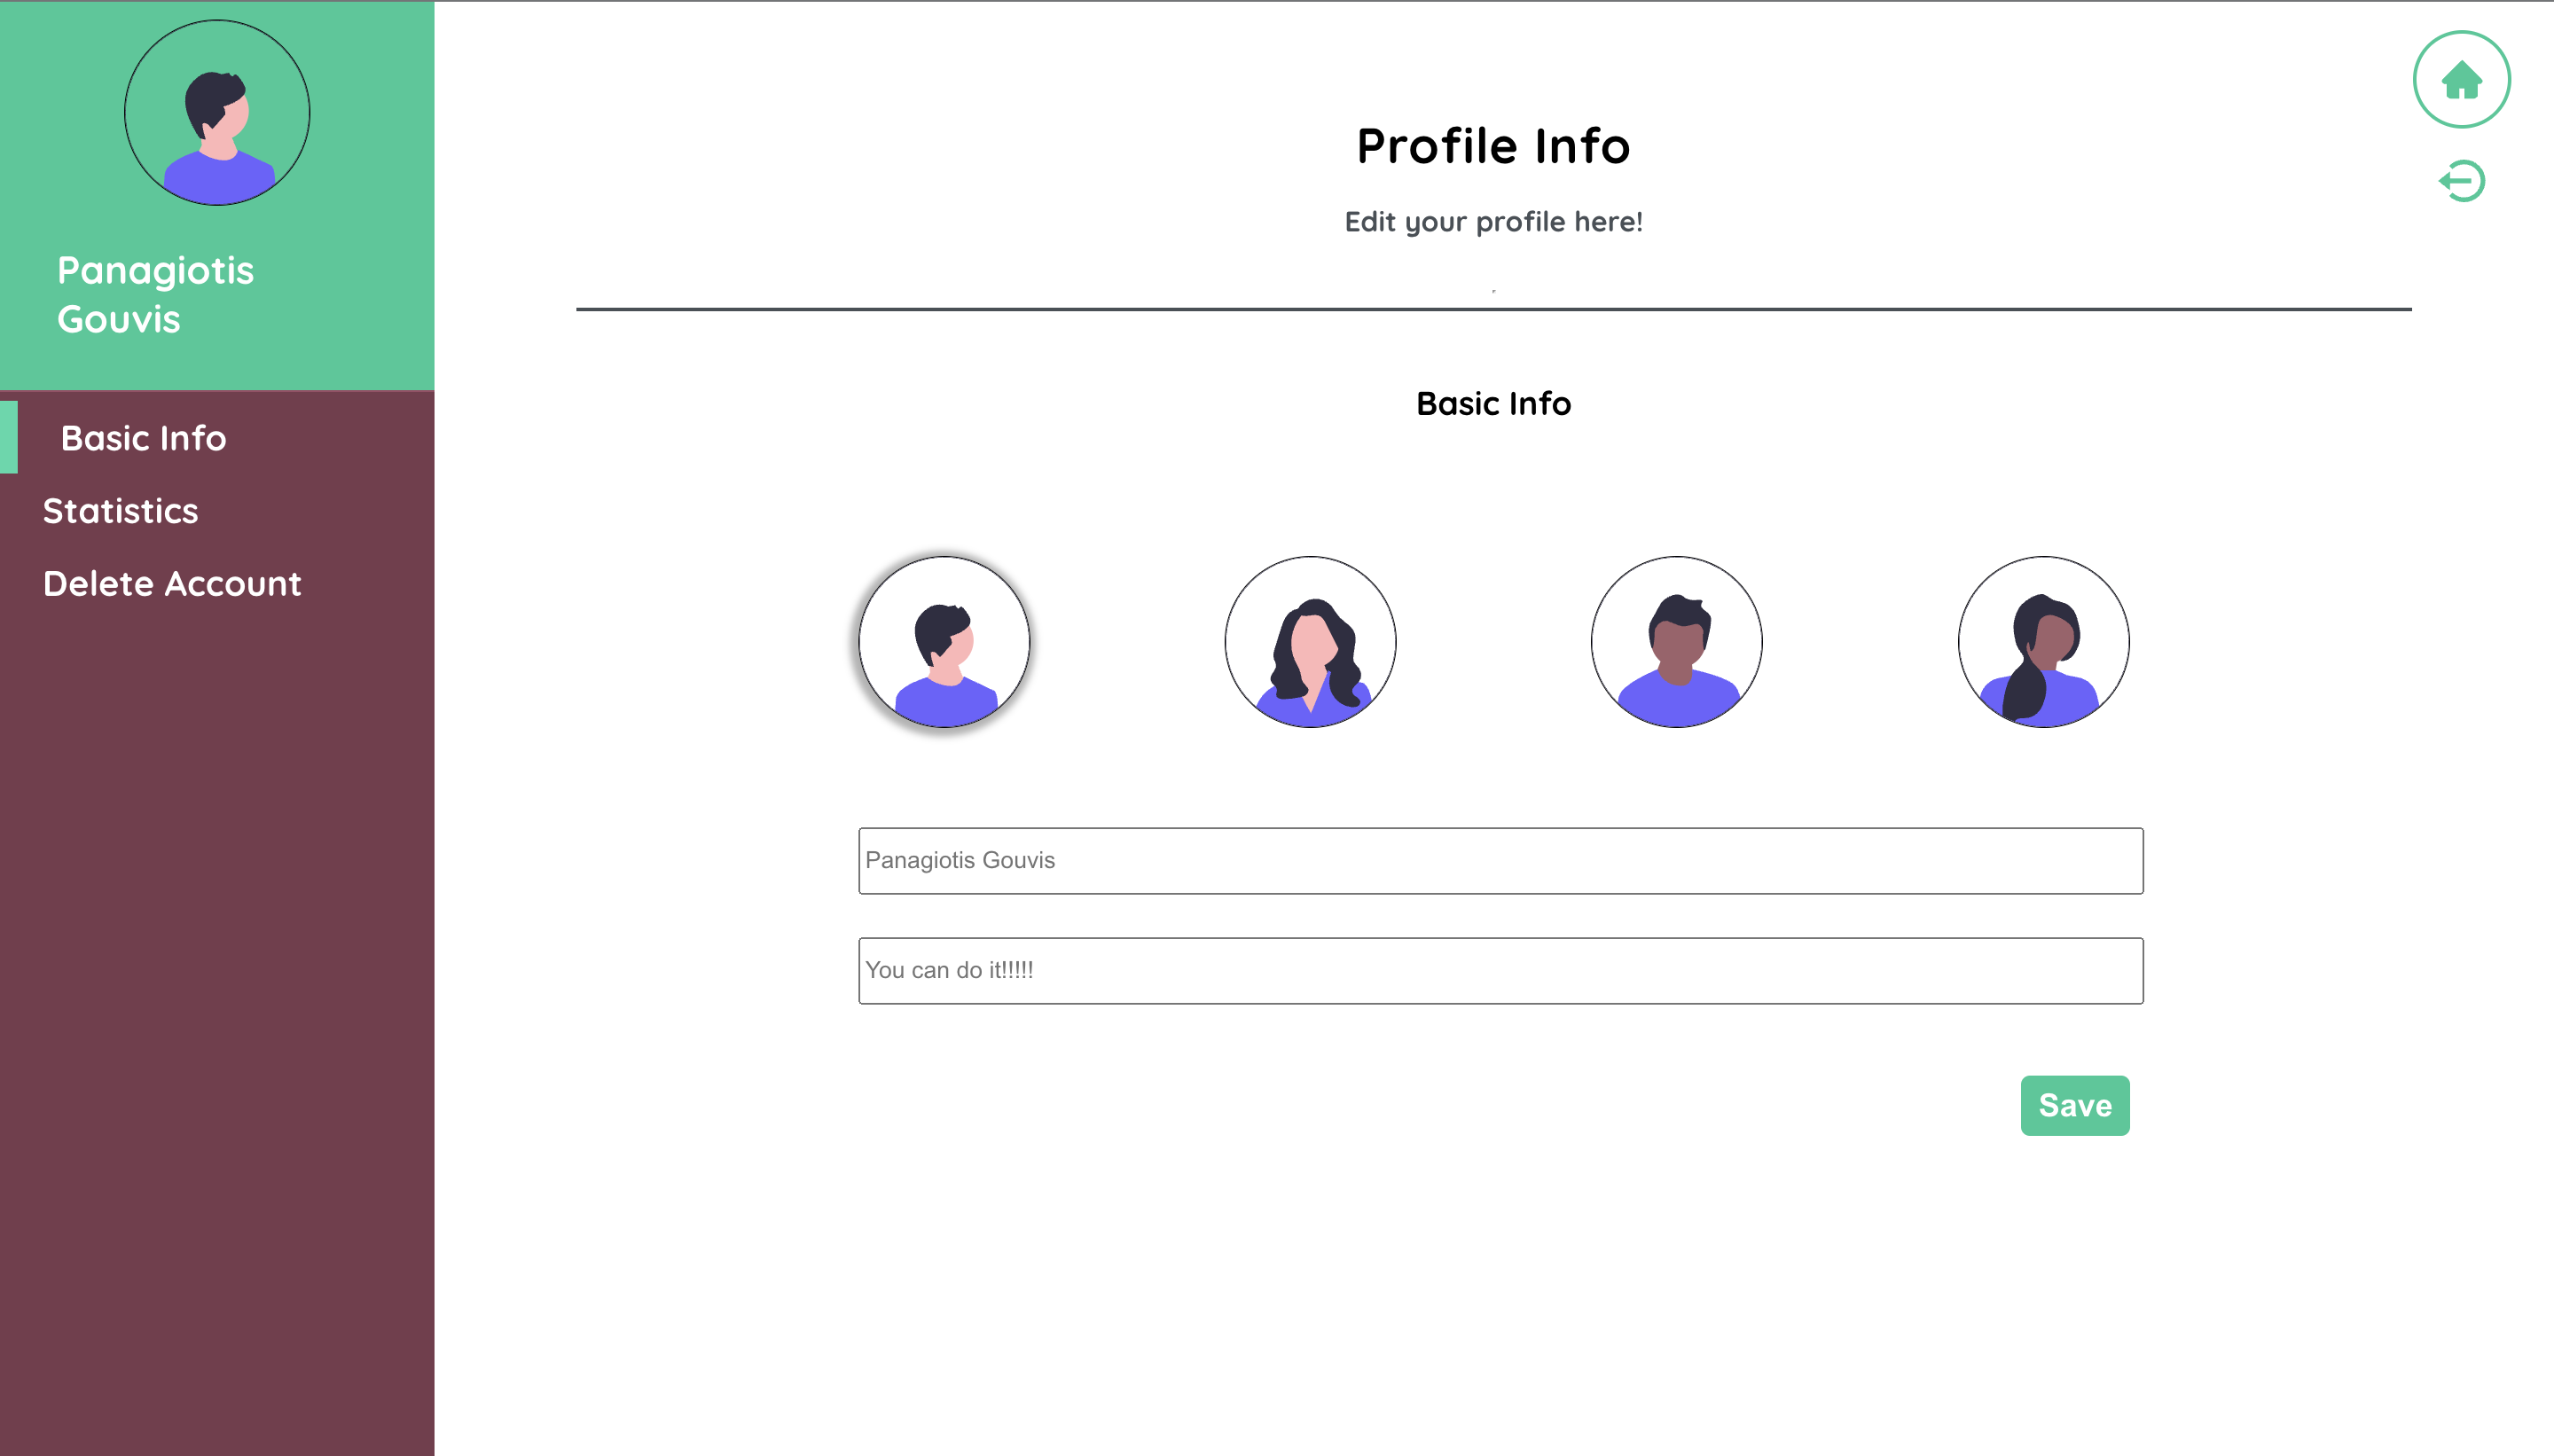 Panagiotis
Gouvis
Basic Info
Statistics
Delete Account
Profile Info
Edit your profile here!
Basic Info
Panagiotis Gouvis
You can do it!!!!!
Save